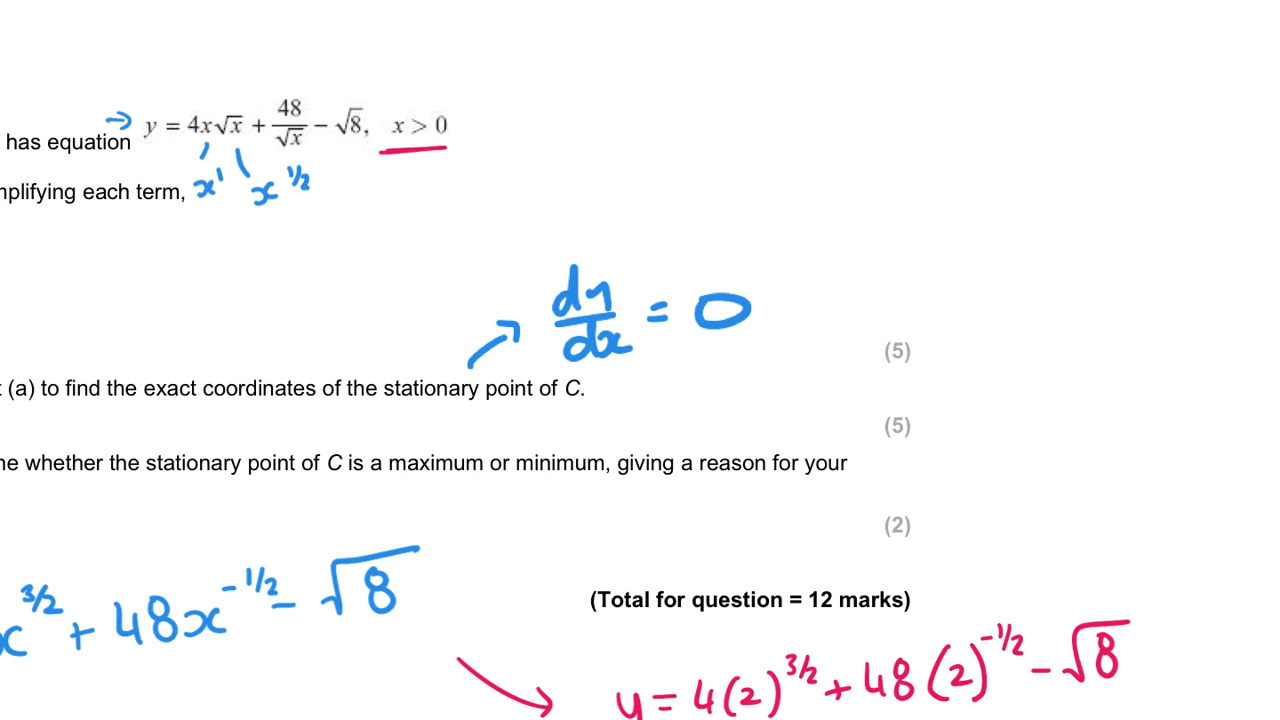 has equation → y = 4x√x + 48/√x − √8, x > 0
mplifying each term, x¹ x^1/2
dy/dx = 0
(5)
(a) to find the exact coordinates of the stationary point of C.
(5)
ne whether the stationary point of C is a maximum or minimum, giving a reason for your
(2)
x^3/2 + 48x^-1/2 − √8
(Total for question = 12 marks)
y = 4(2)^3/2 + 48(2)^-1/2 − √8